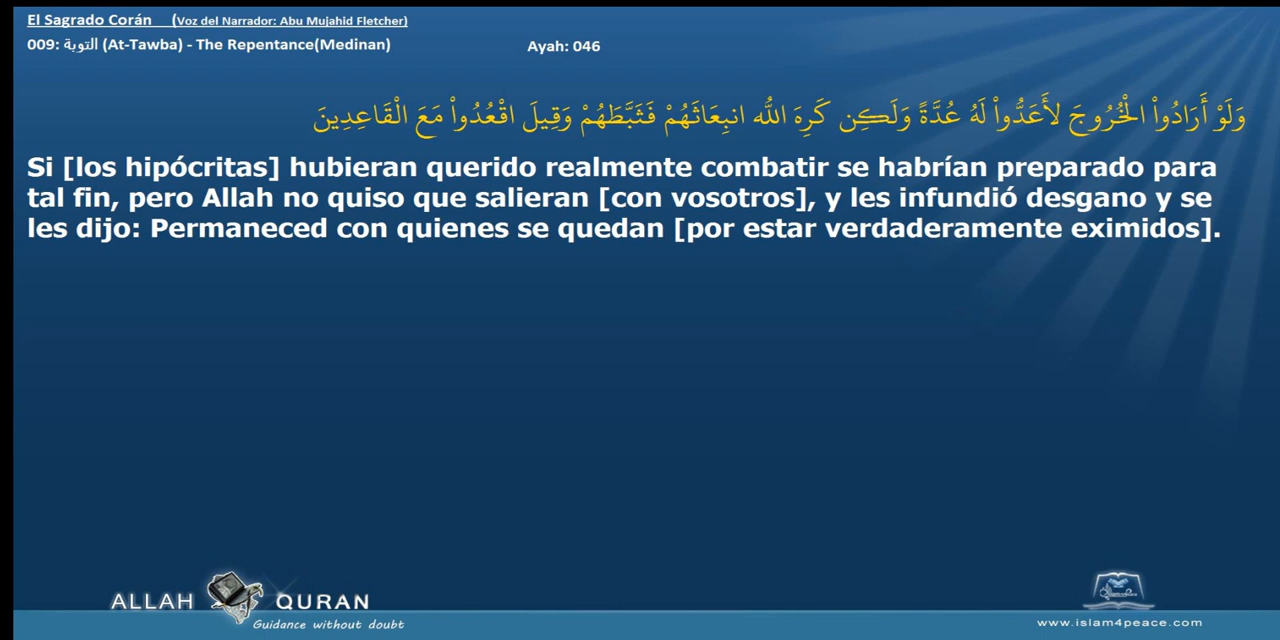 El Sagrado Corán (Voz del Narrador: Abu Mujahid Fletcher)
009: التوبة (At-Tawba) - The Repentance(Medinan) Ayah: 046
وَلَوْ أَرَادُواْ الْخُرُوجَ لأَعَدُّواْ لَهُ عُدَّةً وَلَـكِن كَرِهَ اللّهُ انبِعَاثَهُمْ فَثَبَّطَهُمْ وَقِيلَ اقْعُدُواْ مَعَ الْقَاعِدِينَ
Si [los hipócritas] hubieran querido realmente combatir se habrían preparado para
tal fin, pero Allah no quiso que salieran [con vosotros], y les infundió desgano y se
les dijo: Permaneced con quienes se quedan [por estar verdaderamente eximidos].
ALLAH QURAN
Guidance without doubt
www.islam4peace.com